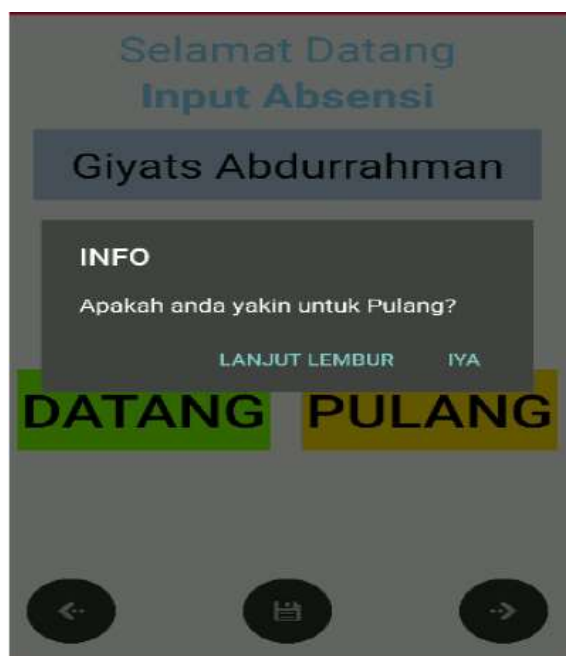 Selamat Datang
Input Absensi
Giyats Abdurrahman
INFO
Apakah anda yakin untuk Pulang?
LANJUT LEMBUR IYA
DATANG PULANG